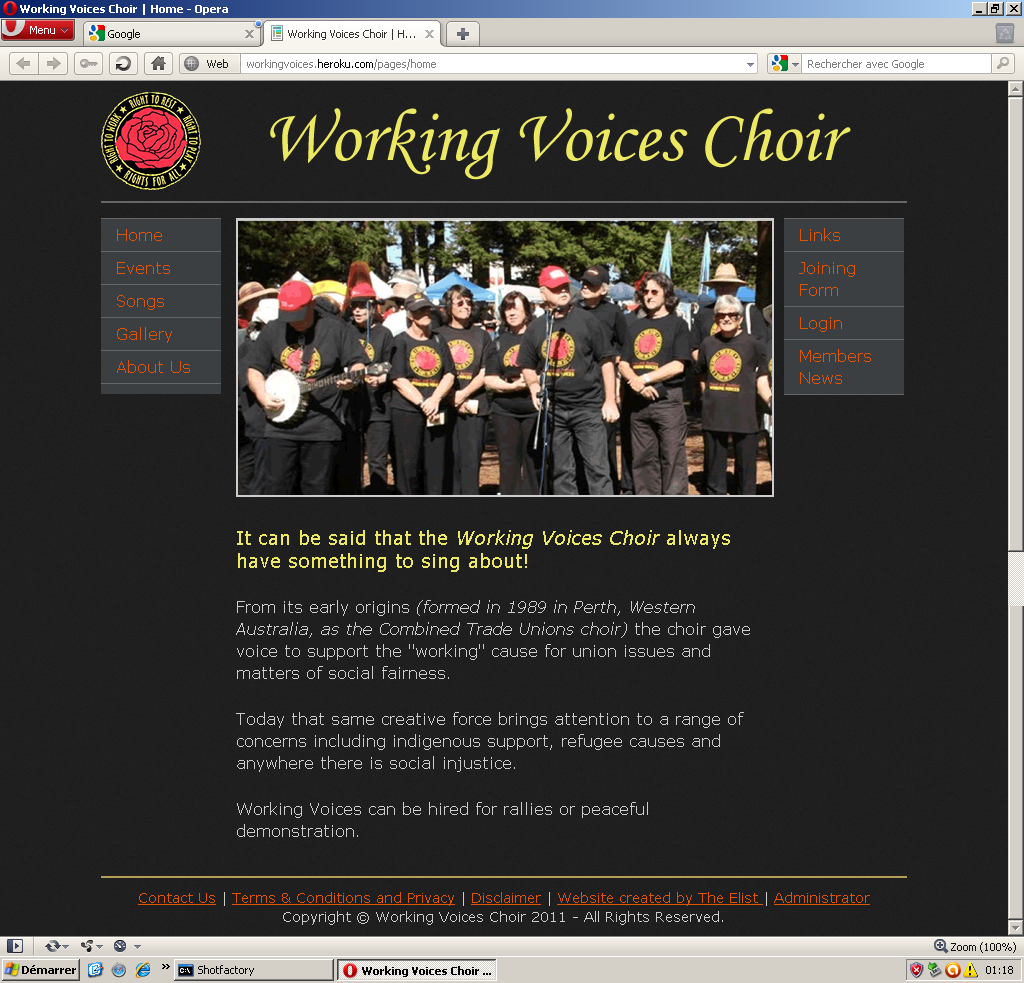 Working Voices Choir | Home - Opera
Menu
Google
Working Voices Choir | H...
Web
workingvoices.heroku.com/pages/home
Rechercher avec Google
RIGHT TO WORK ★ RIGHT TO REST ★ RIGHT TO PLAY ★ RIGHTS FOR ALL ★
Working Voices Choir
Home
Events
Songs
Gallery
About Us
Links
Joining
Form
Login
Members
News
It can be said that the Working Voices Choir always
have something to sing about!
From its early origins (formed in 1989 in Perth, Western
Australia, as the Combined Trade Unions choir) the choir gave
voice to support the "working" cause for union issues and
matters of social fairness.
Today that same creative force brings attention to a range of
concerns including indigenous support, refugee causes and
anywhere there is social injustice.
Working Voices can be hired for rallies or peaceful
demonstration.
Contact Us | Terms & Conditions and Privacy | Disclaimer | Website created by The Elist | Administrator
Copyright © Working Voices Choir 2011 - All Rights Reserved.
Zoom (100%)
Démarrer
Shotfactory
Working Voices Choir ...
01:18